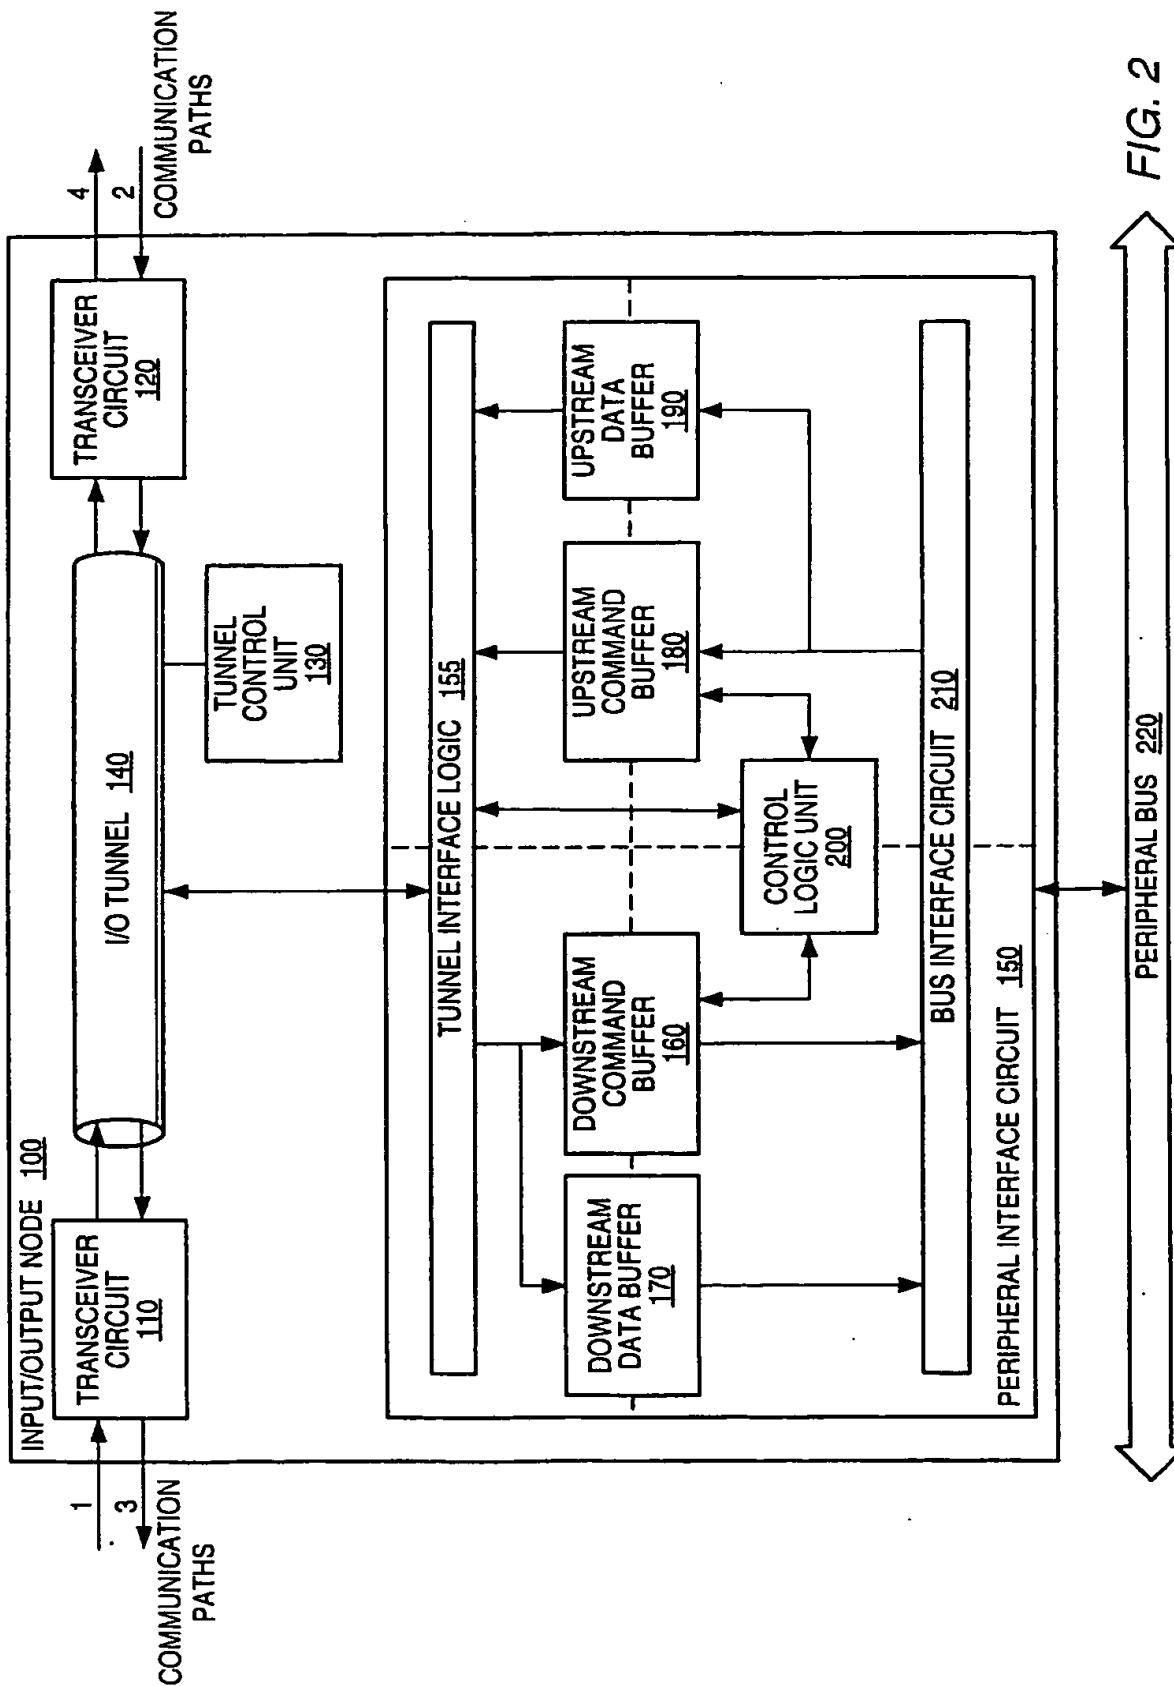 INPUT/OUTPUT NODE 100
1
3
COMMUNICATION
PATHS
TRANSCEIVER
CIRCUIT
110
I/O TUNNEL 140
TUNNEL
CONTROL
UNIT
130
TRANSCEIVER
CIRCUIT
120
4
2
COMMUNICATION
PATHS
TUNNEL INTERFACE LOGIC 155
DOWNSTREAM
DATA BUFFER
170
DOWNSTREAM
COMMAND
BUFFER
160
UPSTREAM
COMMAND
BUFFER
180
UPSTREAM
DATA
BUFFER
190
CONTROL
LOGIC UNIT
200
BUS INTERFACE CIRCUIT 210
PERIPHERAL INTERFACE CIRCUIT 150
PERIPHERAL BUS 220
FIG. 2